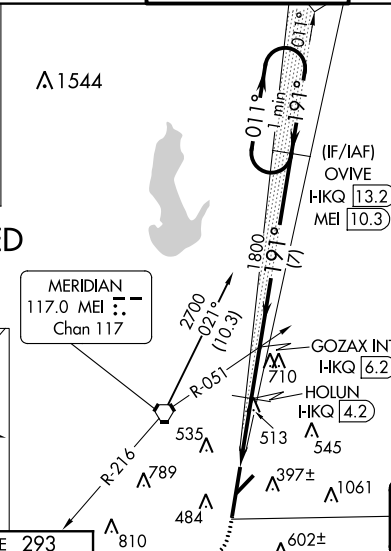 011°
1544
011°
1 min
191°
(IF/IAF)
OVIVE
I-IKQ 13.2
MEI 10.3
ED
1800
191°
(7)
MERIDIAN
117.0 MEI
Chan 117
2700
021°
(10.3)
R-051
GOZAX INT
I-IKQ 6.2
710
HOLUN
I-IKQ 4.2
513
545
535
R-216
789
397±
1061
484
E 293
810
602±